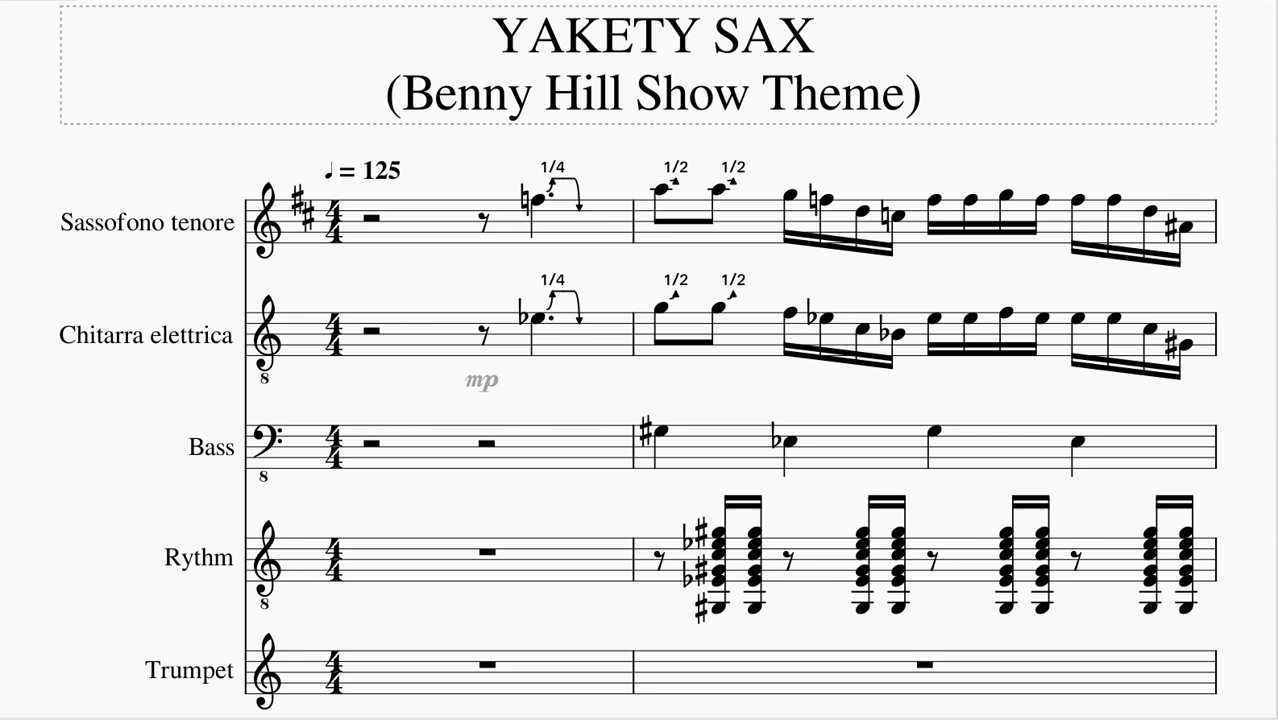 YAKETY SAX
(Benny Hill Show Theme)
♩ = 125
1/4 1/2 1/2
Sassofono tenore
1/4 1/2 1/2
Chitarra elettrica
8
mp
Bass
8
Rythm
8
Trumpet